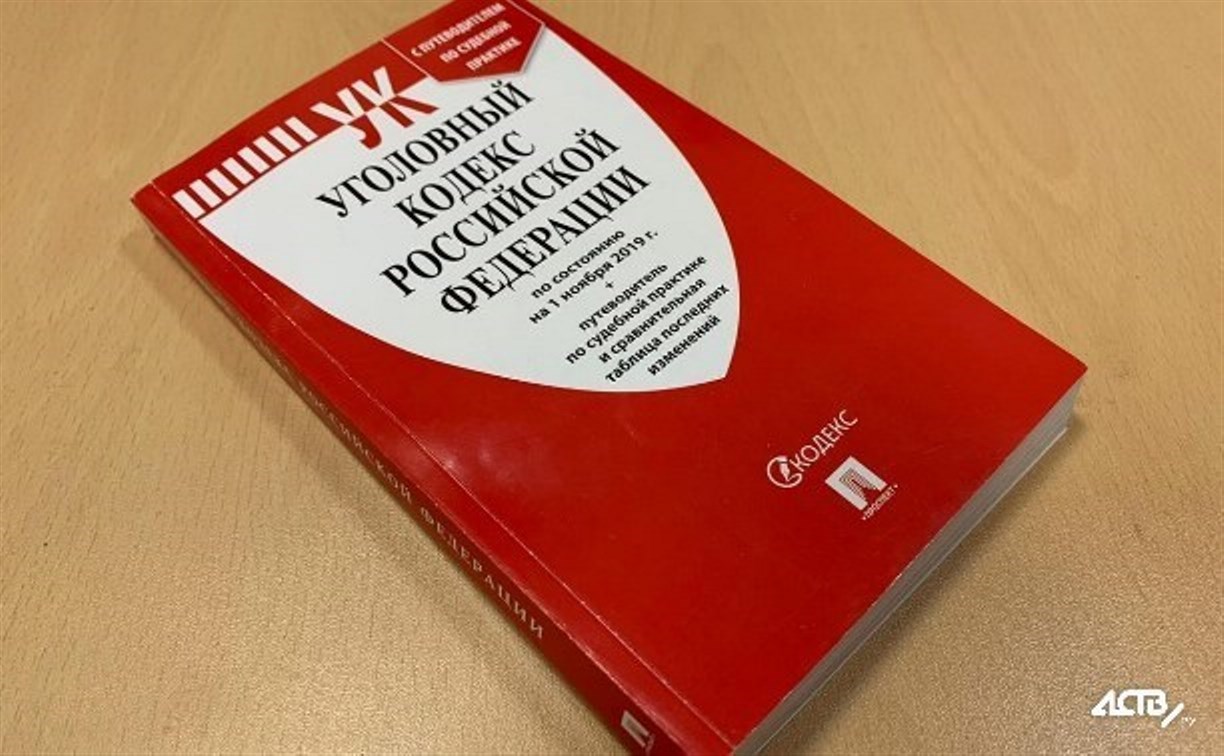 С ПУТЕВОДИТЕЛЕМ
ПО СУДЕБНОЙ
ПРАКТИКЕ
УК
УГОЛОВНЫЙ
КОДЕКС
РОССИЙСКОЙ
ФЕДЕРАЦИИ
по состоянию
на 1 ноября 2019 г.
+
путеводитель
по судебной практике
и сравнительная
таблица последних
изменений
КОДЕКС
•ПРОСПЕКТ•
РОССИЙСКОЙ ФЕДЕРАЦИИ
АСТВ/ру